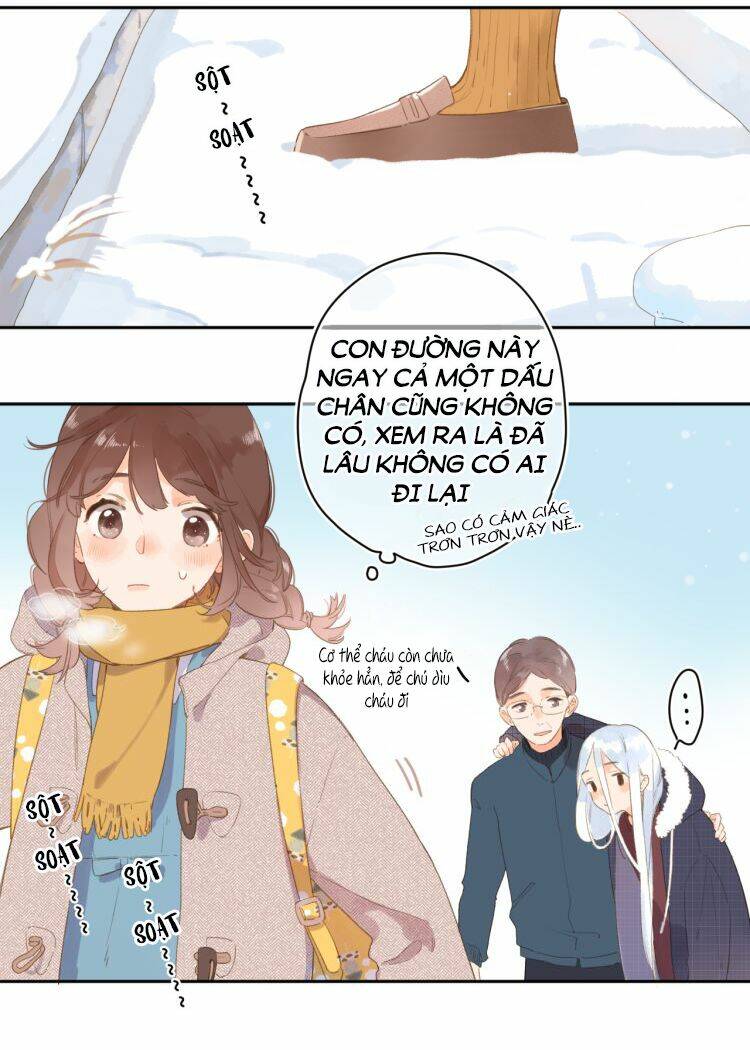 SỘT
SOẠT
CON ĐƯỜNG NÀY
NGAY CẢ MỘT DẤU
CHÂN CŨNG KHÔNG
CÓ, XEM RA LÀ ĐÃ
LÂU KHÔNG CÓ AI
ĐI LẠI
SAO CÓ CẢM GIÁC
TRƠN TRƠN VẬY NÈ..
Cơ thể cháu còn chưa
khỏe hẳn, để chú dìu
cháu đi
...
SỘT
SOẠT
SỘT
SOẠT